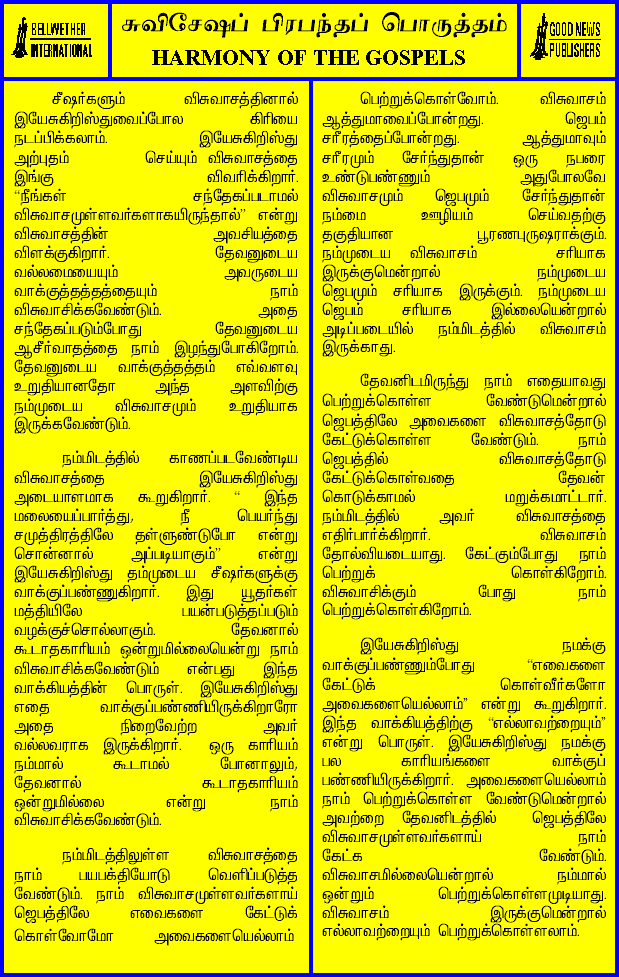 BELLWETHER
INTERNATIONAL
சுவிசேஷப் பிரபந்தப் பொருத்தம்
HARMONY OF THE GOSPELS
GOOD NEWS
PUBLISHERS
சீஷர்களும் விசுவாசத்தினால்
இயேசுகிறிஸ்துவைப்போல கிரியை
நடப்பிக்கலாம். இயேசுகிறிஸ்து
அற்புதம் செய்யும் விசுவாசத்தை
இங்கு விவரிக்கிறார்.
“நீங்கள் சந்தேகப்படாமல்
விசுவாசமுள்ளவர்களாகயிருந்தால்” என்று
விசுவாசத்தின் அவசியத்தை
விளக்குகிறார். தேவனுடைய
வல்லமையையும் அவருடைய
வாக்குத்தத்தத்தையும் நாம்
விசுவாசிக்கவேண்டும். அதை
சந்தேகப்படும்போது தேவனுடைய
ஆசீர்வாதத்தை நாம் இழந்துபோகிறோம்.
தேவனுடைய வாக்குத்தத்தம் எவ்வளவு
உறுதியானதோ அந்த அளவிற்கு
நம்முடைய விசுவாசமும் உறுதியாக
இருக்கவேண்டும்.
நம்மிடத்தில் காணப்படவேண்டிய
விசுவாசத்தை இயேசுகிறிஸ்து
அடையாளமாக கூறுகிறார். “ இந்த
மலையைப்பார்த்து, நீ பெயர்ந்து
சமுத்திரத்திலே தள்ளுண்டுபோ என்று
சொன்னால் அப்படியாகும்” என்று
இயேசுகிறிஸ்து தம்முடைய சீஷர்களுக்கு
வாக்குப்பண்ணுகிறார். இது யூதர்கள்
மத்தியிலே பயன்படுத்தப்படும்
வழக்குச்சொல்லாகும். தேவனால்
கூடாதகாரியம் ஒன்றுமில்லையென்று நாம்
விசுவாசிக்கவேண்டும் என்பது இந்த
வாக்கியத்தின் பொருள். இயேசுகிறிஸ்து
எதை வாக்குப்பண்ணியிருக்கிறாரோ
அதை நிறைவேற்ற அவர்
வல்லவராக இருக்கிறார். ஒரு காரியம்
நம்மால் கூடாமல் போனாலும்,
தேவனால் கூடாதகாரியம்
ஒன்றுமில்லை என்று நாம்
விசுவாசிக்கவேண்டும்.
நம்மிடத்திலுள்ள விசுவாசத்தை
நாம் பயபக்தியோடு வெளிப்படுத்த
வேண்டும். நாம் விசுவாசமுள்ளவர்களாய்
ஜெபத்திலே எவைகளை கேட்டுக்
கொள்வோமோ அவைகளையெல்லாம்
பெற்றுக்கொள்வோம். விசுவாசம்
ஆத்துமாவைப்போன்றது. ஜெபம்
சரீரத்தைப்போன்றது. ஆத்துமாவும்
சரீரமும் சேர்ந்துதான் ஒரு நபரை
உண்டுபண்ணும் அதுபோலவே
விசுவாசமும் ஜெபமும் சேர்ந்துதான்
நம்மை ஊழியம் செய்வதற்கு
தகுதியான பூரணபுருஷராக்கும்.
நம்முடைய விசுவாசம் சரியாக
இருக்குமென்றால் நம்முடைய
ஜெபமும் சரியாக இருக்கும். நம்முடைய
ஜெபம் சரியாக இல்லையென்றால்
அடிப்படையில் நம்மிடத்தில் விசுவாசம்
இருக்காது.
தேவனிடமிருந்து நாம் எதையாவது
பெற்றுக்கொள்ள வேண்டுமென்றால்
ஜெபத்திலே அவைகளை விசுவாசத்தோடு
கேட்டுக்கொள்ள வேண்டும். நாம்
ஜெபத்தில் விசுவாசத்தோடு
கேட்டுக்கொள்வதை தேவன்
கொடுக்காமல் மறுக்கமாட்டார்.
நம்மிடத்தில் அவர் விசுவாசத்தை
எதிர்பார்க்கிறார். விசுவாசம்
தோல்வியடையாது. கேட்கும்போது நாம்
பெற்றுக் கொள்கிறோம்.
விசுவாசிக்கும் போது நாம்
பெற்றுக்கொள்கிறோம்.
இயேசுகிறிஸ்து நமக்கு
வாக்குப்பண்ணும்போது “எவைகளை
கேட்டுக் கொள்வீர்களோ
அவைகளையெல்லாம்” என்று கூறுகிறார்.
இந்த வாக்கியத்திற்கு “எல்லாவற்றையும்”
என்று பொருள். இயேசுகிறிஸ்து நமக்கு
பல காரியங்களை வாக்குப்
பண்ணியிருக்கிறார். அவைகளையெல்லாம்
நாம் பெற்றுக்கொள்ள வேண்டுமென்றால்
அவற்றை தேவனிடத்தில் ஜெபத்திலே
விசுவாசமுள்ளவர்களாய் நாம்
கேட்க வேண்டும்.
விசுவாசமில்லையென்றால் நம்மால்
ஒன்றும் பெற்றுக்கொள்ளமுடியாது.
விசுவாசம் இருக்குமென்றால்
எல்லாவற்றையும் பெற்றுக்கொள்ளலாம்.